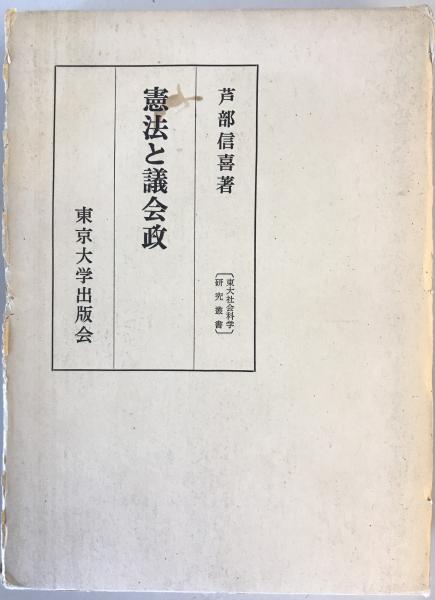 芦部信喜著
〔東大社会科学
研究叢書〕
憲法と議会政
東京大学出版会